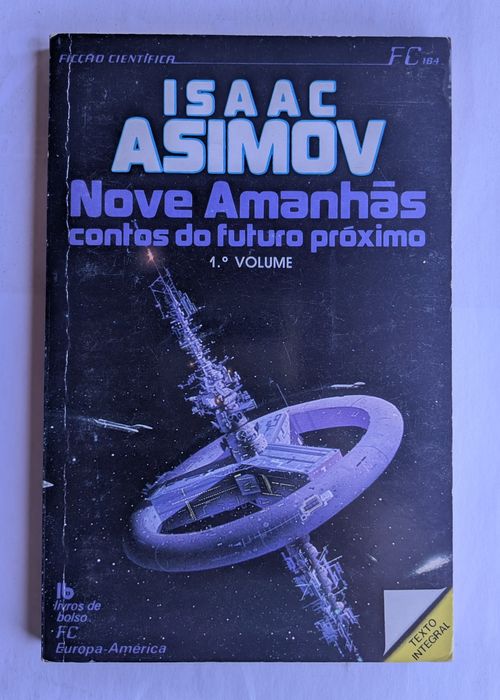 FICÇÃO CIENTÍFICA
FC 164
ISAAC
ASIMOV
Nove Amanhãs
contos do futuro próximo
1.º VOLUME
lb
livros de
bolso
FC
Europa-América
TEXTO
INTEGRAL